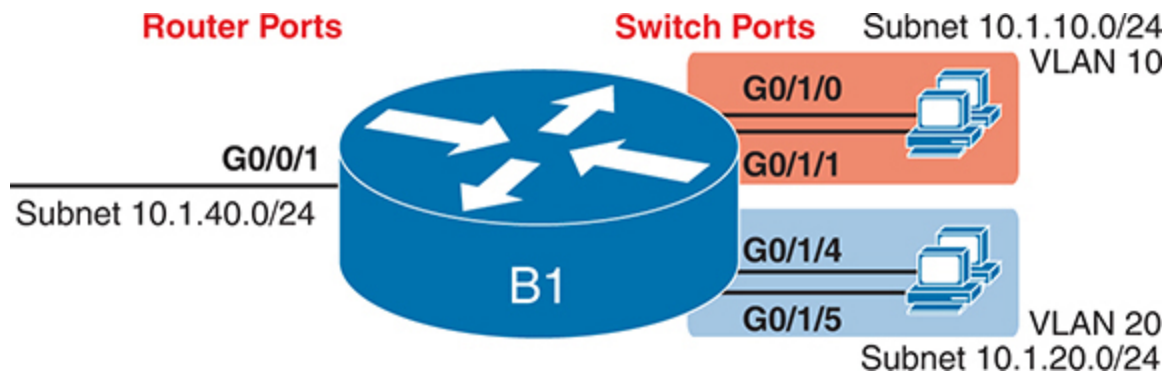 Router Ports
Switch Ports
Subnet 10.1.10.0/24
VLAN 10
G0/1/0
G0/1/1
G0/0/1
Subnet 10.1.40.0/24
B1
G0/1/4
G0/1/5
VLAN 20
Subnet 10.1.20.0/24